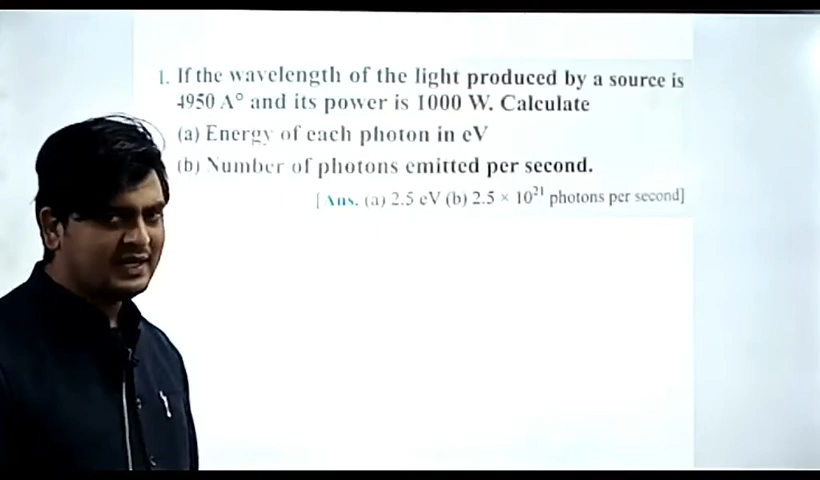 1. If the wavelength of the light produced by a source is
4950 A° and its power is 1000 W. Calculate
(a) Energy of each photon in eV
(b) Number of photons emitted per second.
[Ans. (a) 2.5 eV (b) 2.5 × 10²¹ photons per second]